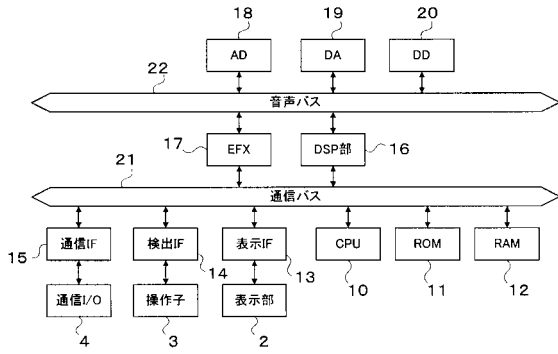 18
19
20
AD
DA
DD
22
音声バス
17
EFX
DSP部
16
21
通信バス
15
通信IF
検出IF
14
表示IF
13
CPU
10
ROM
11
RAM
12
通信I/O
4
操作子
3
表示部
2